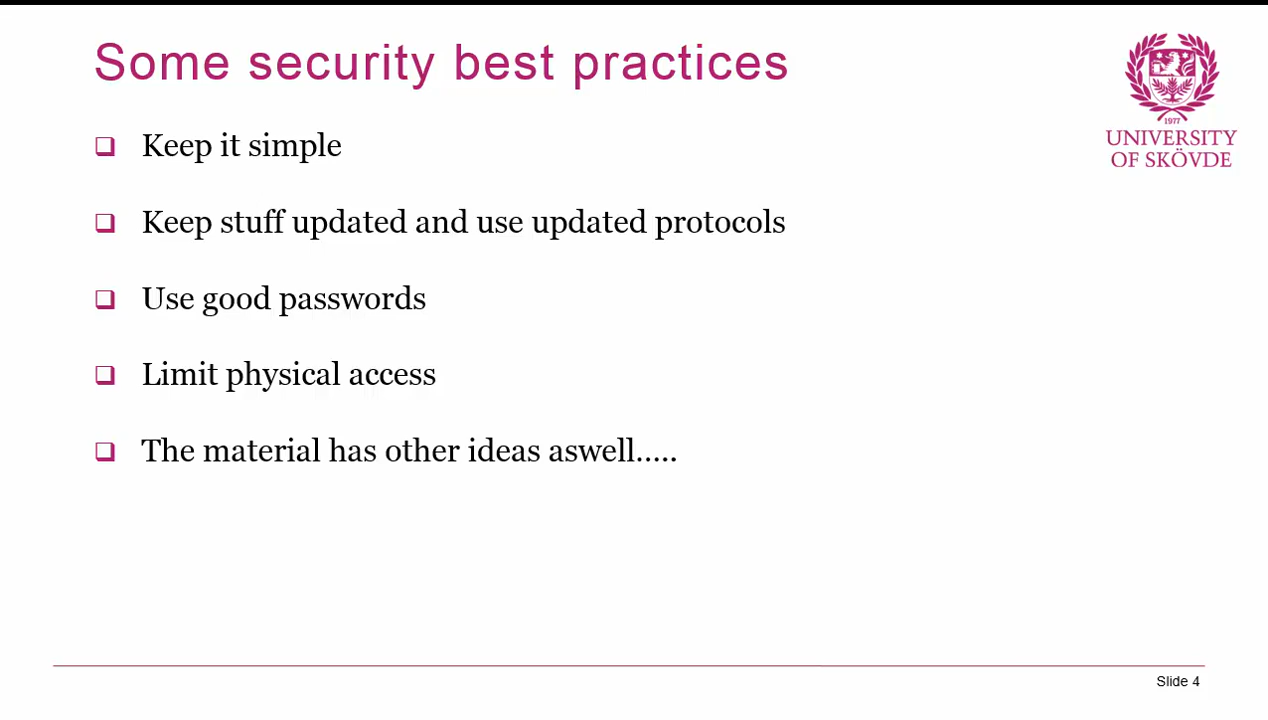 Some security best practices
Keep it simple
Keep stuff updated and use updated protocols
Use good passwords
Limit physical access
The material has other ideas aswell.....
1977
UNIVERSITY
OF SKÖVDE
Slide 4